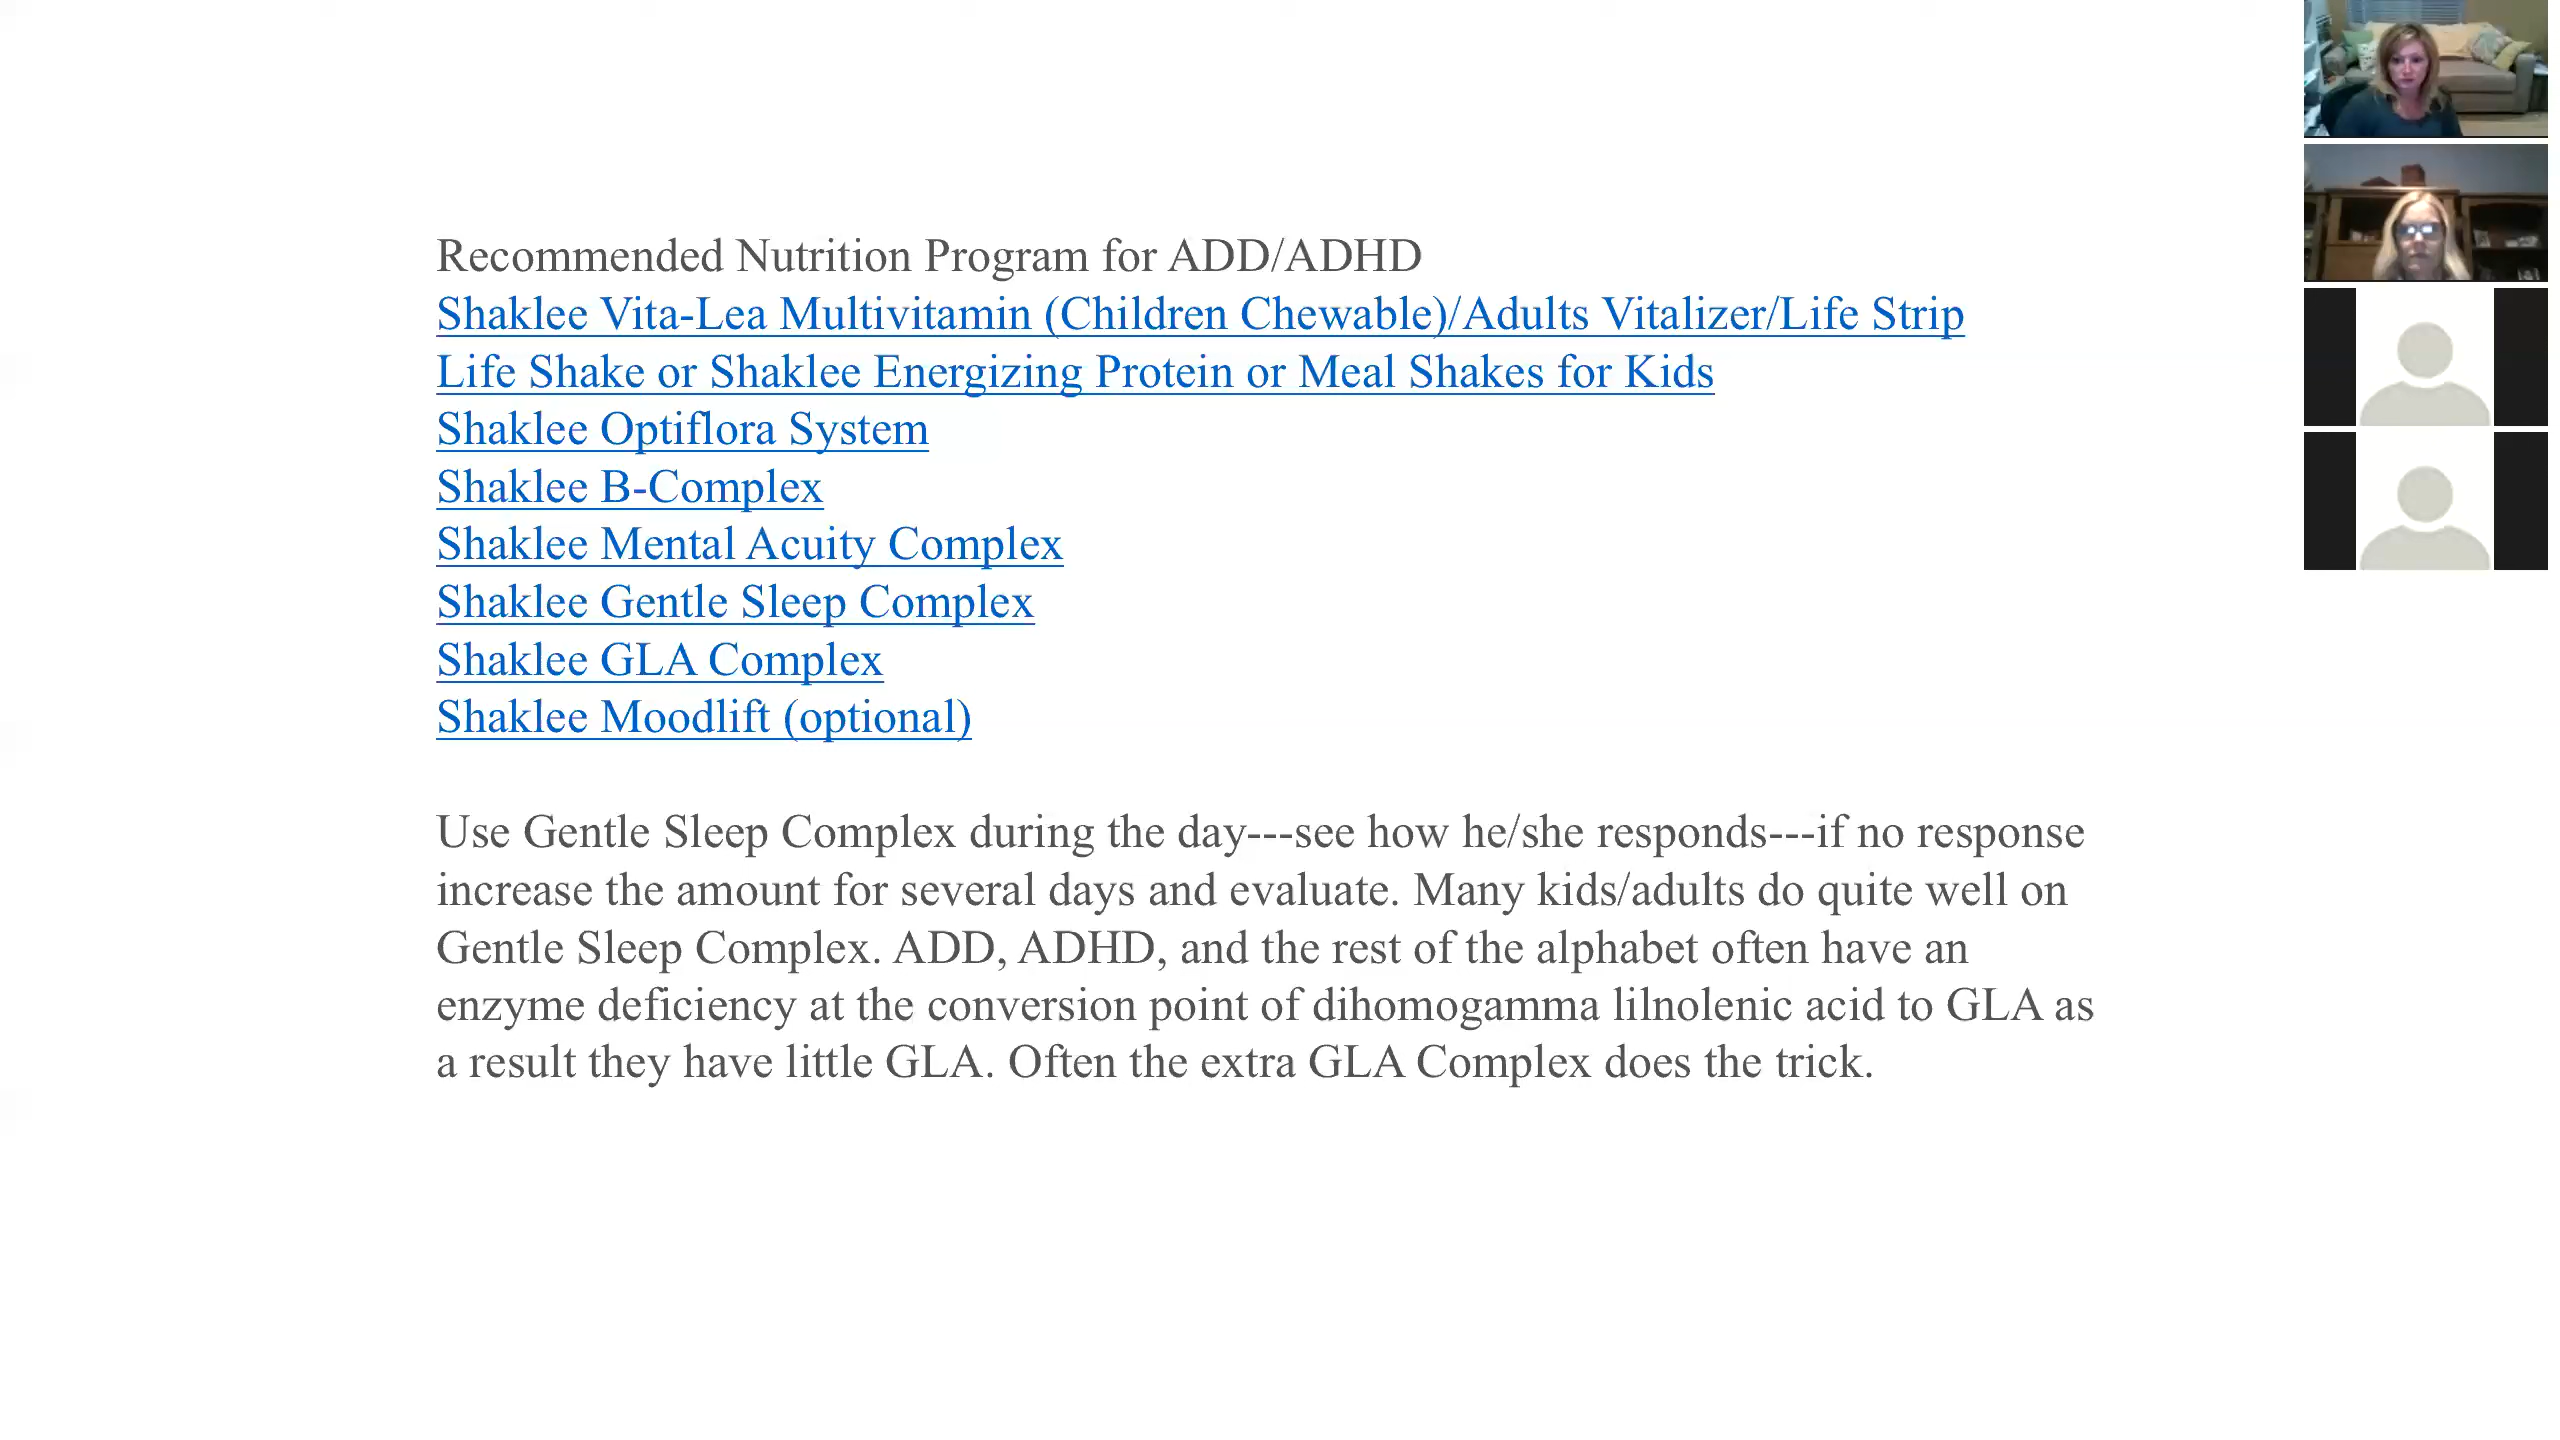 Recommended Nutrition Program for ADD/ADHD
Shaklee Vita-Lea Multivitamin (Children Chewable)/Adults Vitalizer/Life Strip
Life Shake or Shaklee Energizing Protein or Meal Shakes for Kids
Shaklee Optiflora System
Shaklee B-Complex
Shaklee Mental Acuity Complex
Shaklee Gentle Sleep Complex
Shaklee GLA Complex
Shaklee Moodlift (optional)
Use Gentle Sleep Complex during the day---see how he/she responds---if no response
increase the amount for several days and evaluate. Many kids/adults do quite well on
Gentle Sleep Complex. ADD, ADHD, and the rest of the alphabet often have an
enzyme deficiency at the conversion point of dihomogamma lilnolenic acid to GLA as
a result they have little GLA. Often the extra GLA Complex does the trick.